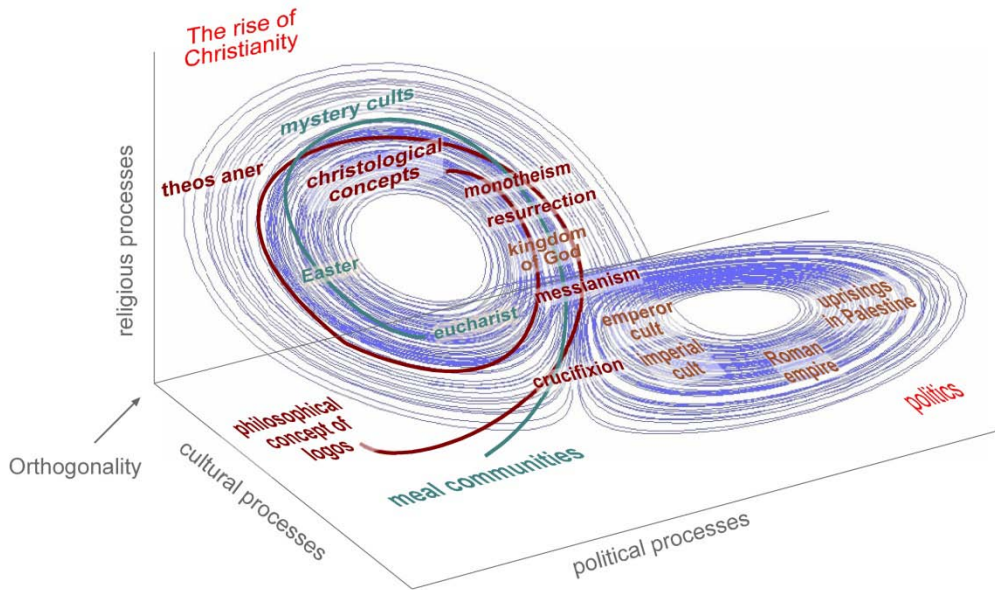 The rise of
Christianity
mystery cults
theos aner
christological
concepts
monotheism
resurrection
kingdom
of God
Easter
messianism
eucharist
emperor
cult
uprisings
in Palestine
imperial
cult
Roman
empire
crucifixion
politics
philosophical
concept of
logos
meal communities
religious processes
Orthogonality
cultural processes
political processes